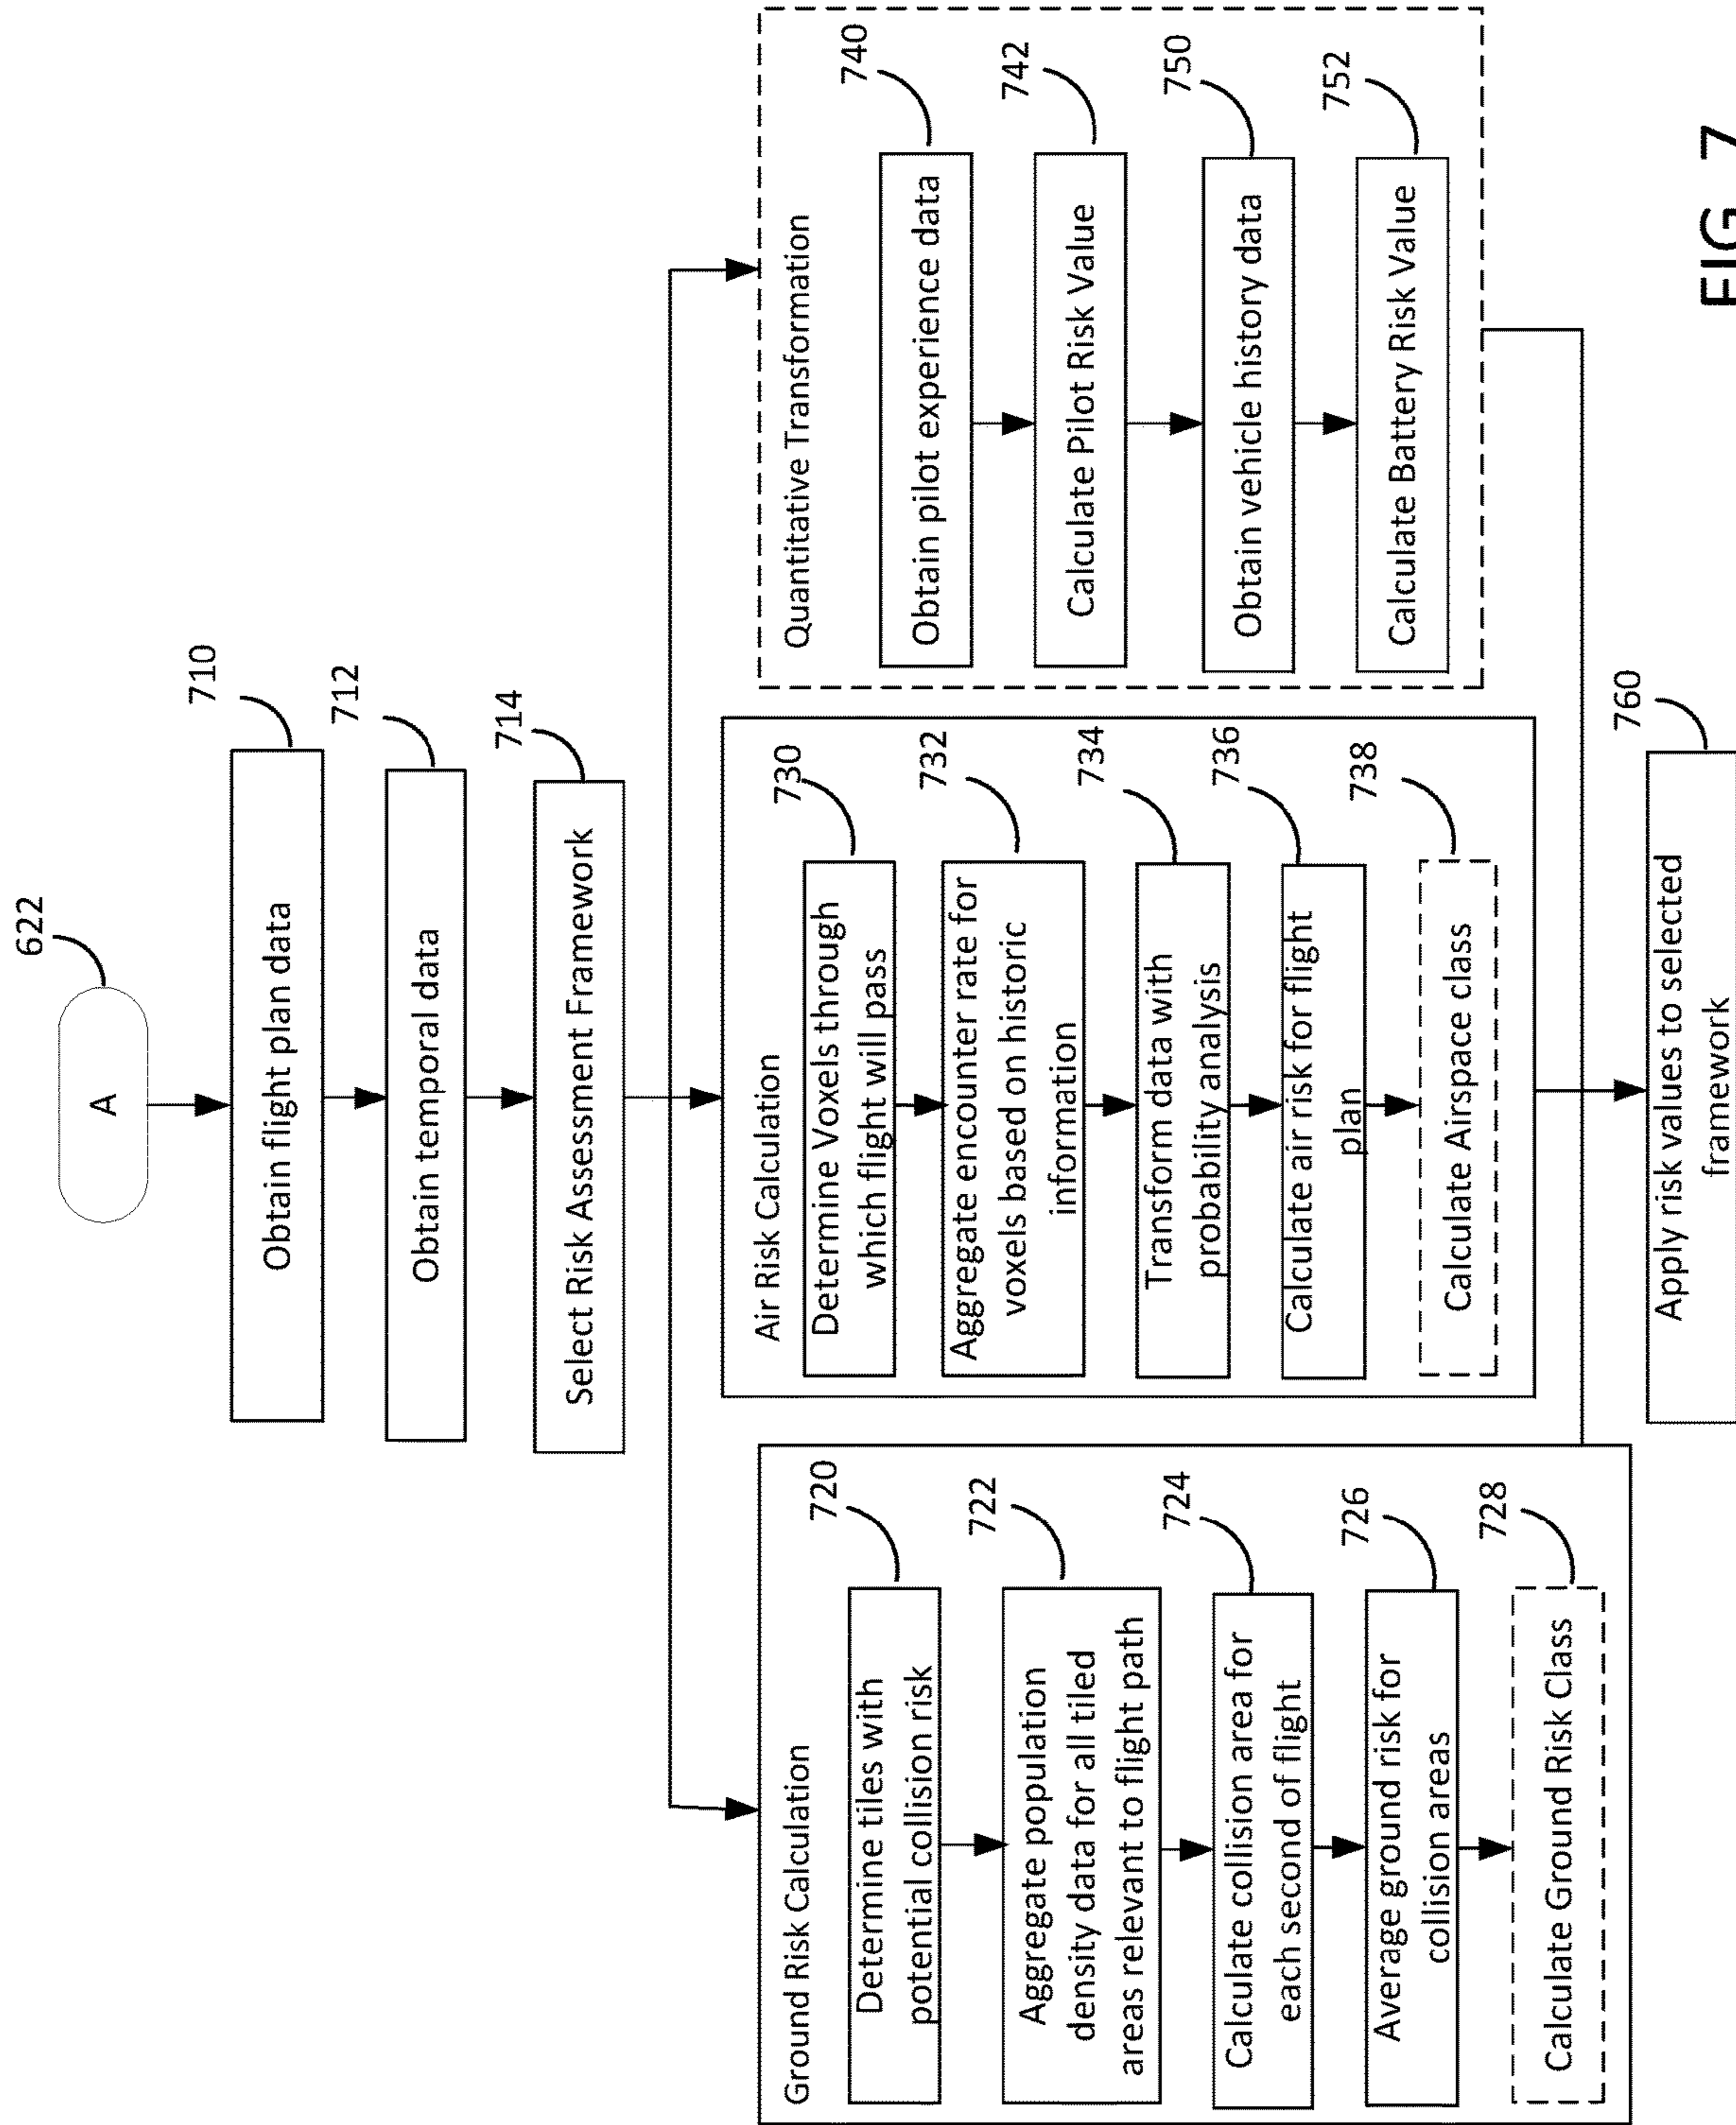 622
A
710
Obtain flight plan data
712
Obtain temporal data
714
Select Risk Assessment Framework
Ground Risk Calculation
720
Determine tiles with
potential collision risk
722
Aggregate population
density data for all tiled
areas relevant to flight path
724
Calculate collision area for
each second of flight
726
Average ground risk for
collision areas
728
Calculate Ground Risk Class
Air Risk Calculation
730
Determine Voxels through
which flight will pass
732
Aggregate encounter rate for
voxels based on historic
information
734
Transform data with
probability analysis
736
Calculate air risk for flight
plan
738
Calculate Airspace class
Quantitative Transformation
740
Obtain pilot experience data
742
Calculate Pilot Risk Value
750
Obtain vehicle history data
752
Calculate Battery Risk Value
760
Apply risk values to selected
framework
FIG. 7